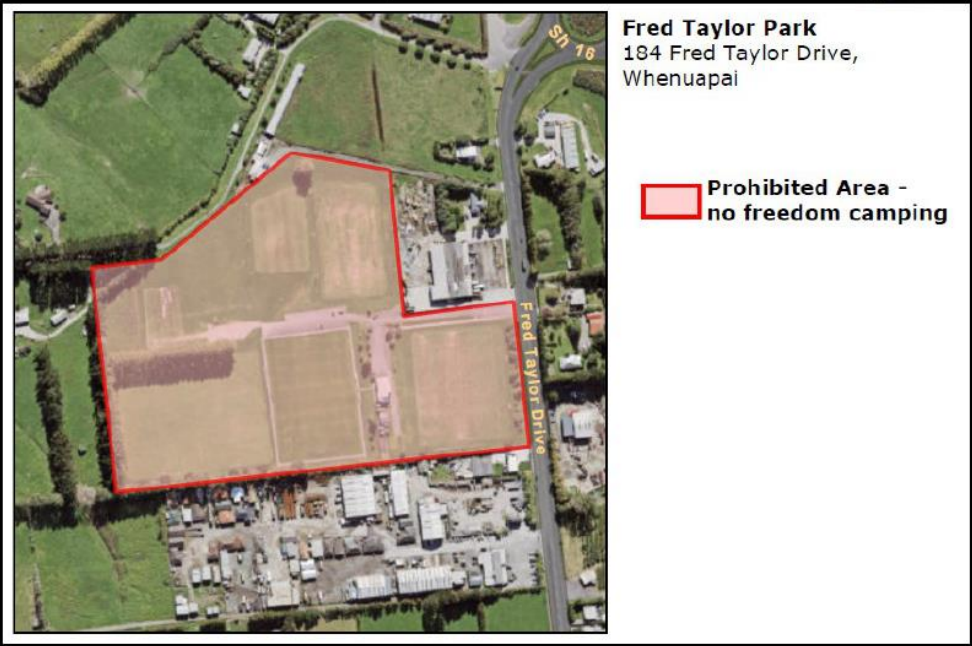 Fred Taylor Park
184 Fred Taylor Drive,
Whenuapai
Prohibited Area -
no freedom camping
Sh 16
Fred Taylor Drive